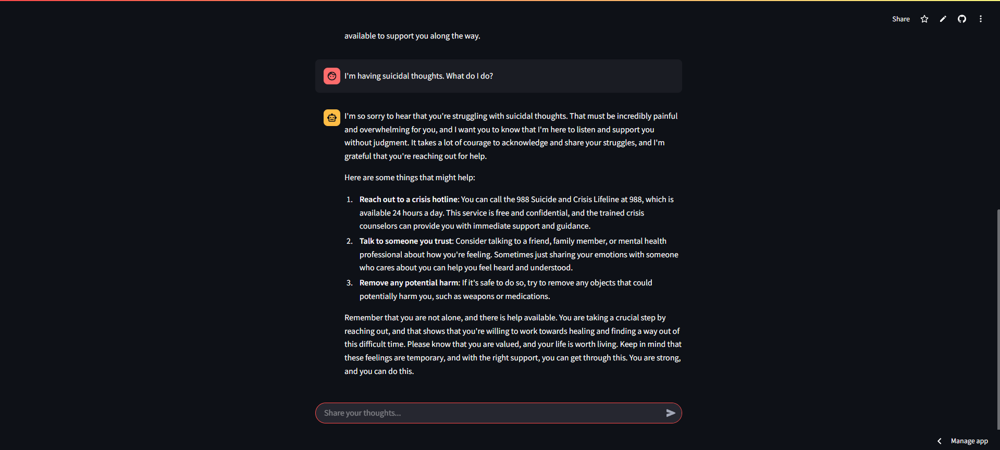 Share
available to support you along the way.
I'm having suicidal thoughts. What do I do?
I'm so sorry to hear that you're struggling with suicidal thoughts. That must be incredibly painful
and overwhelming for you, and I want you to know that I'm here to listen and support you
without judgment. It takes a lot of courage to acknowledge and share your struggles, and I'm
grateful that you're reaching out for help.
Here are some things that might help:
1. Reach out to a crisis hotline: You can call the 988 Suicide and Crisis Lifeline at 988, which is
available 24 hours a day. This service is free and confidential, and the trained crisis
counselors can provide you with immediate support and guidance.
2. Talk to someone you trust: Consider talking to a friend, family member, or mental health
professional about how you're feeling. Sometimes just sharing your emotions with someone
who cares about you can help you feel heard and understood.
3. Remove any potential harm: If it's safe to do so, try to remove any objects that could
potentially harm you, such as weapons or medications.
Remember that you are not alone, and there is help available. You are taking a crucial step by
reaching out, and that shows that you're willing to work towards healing and finding a way out of
this difficult time. Please know that you are valued, and your life is worth living. Keep in mind that
these feelings are temporary, and with the right support, you can get through this. You are strong,
and you can do this.
Share your thoughts...
Manage app